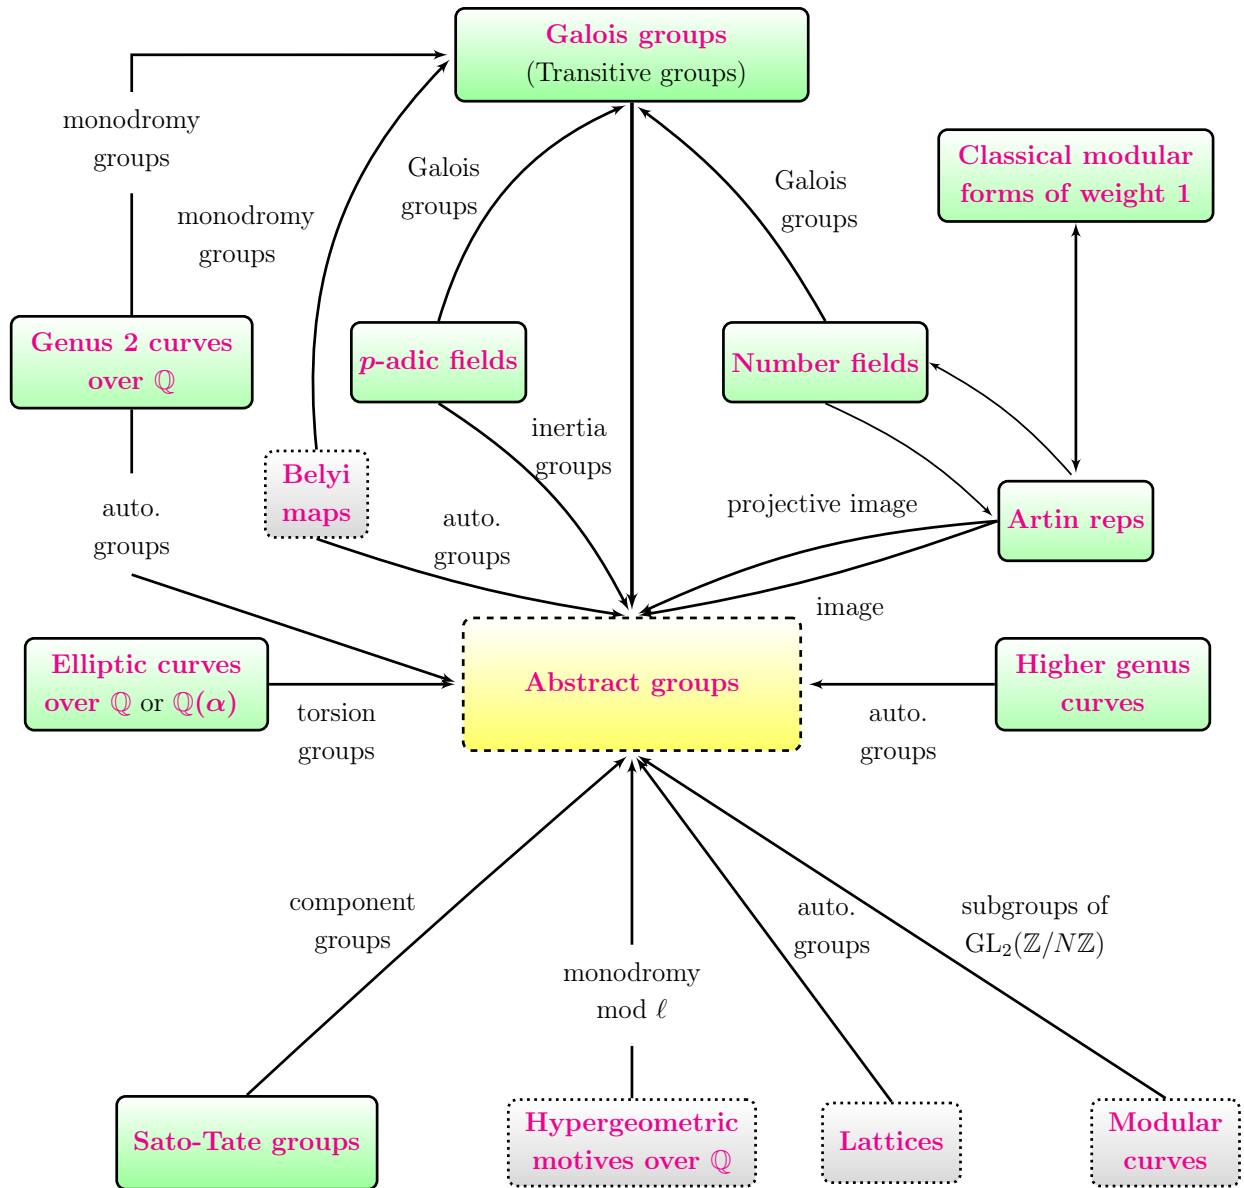 Galois groups
(Transitive groups)
monodromy
groups
Galois
groups
Galois
groups
Classical modular
forms of weight 1
monodromy
groups
Genus 2 curves
over ℚ
p-adic fields
Number fields
inertia
groups
Belyi
maps
auto.
groups
auto.
groups
projective image
Artin reps
image
Elliptic curves
over ℚ or ℚ(α)
torsion
groups
Abstract groups
Higher genus
curves
auto.
groups
component
groups
monodromy
mod ℓ
auto.
groups
subgroups of
GL₂(ℤ/Nℤ)
Sato-Tate groups
Hypergeometric
motives over ℚ
Lattices
Modular
curves